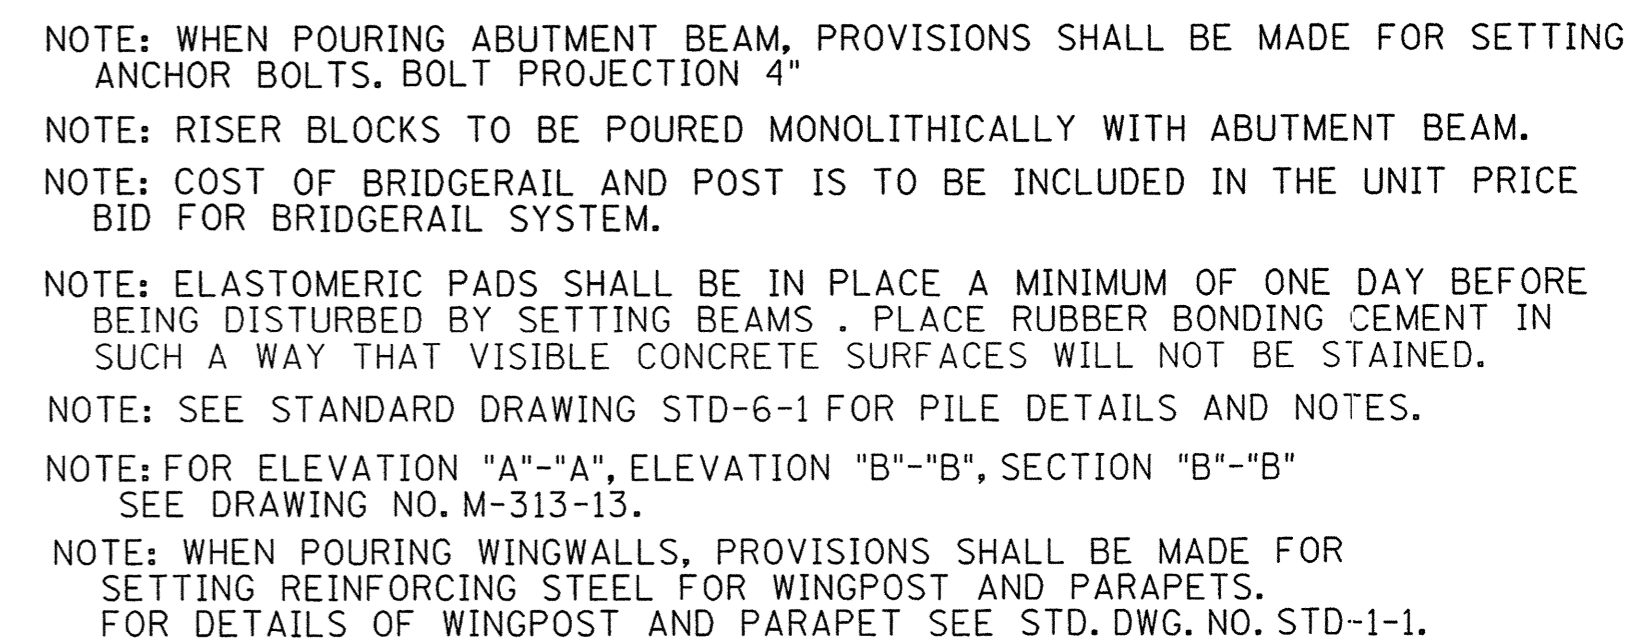 NOTE: WHEN POURING ABUTMENT BEAM, PROVISIONS SHALL BE MADE FOR SETTING
ANCHOR BOLTS. BOLT PROJECTION 4"
NOTE: RISER BLOCKS TO BE POURED MONOLITHICALLY WITH ABUTMENT BEAM.
NOTE: COST OF BRIDGERAIL AND POST IS TO BE INCLUDED IN THE UNIT PRICE
BID FOR BRIDGERAIL SYSTEM.
NOTE: ELASTOMERIC PADS SHALL BE IN PLACE A MINIMUM OF ONE DAY BEFORE
BEING DISTURBED BY SETTING BEAMS . PLACE RUBBER BONDING CEMENT IN
SUCH A WAY THAT VISIBLE CONCRETE SURFACES WILL NOT BE STAINED.
NOTE: SEE STANDARD DRAWING STD-6-1 FOR PILE DETAILS AND NOTES.
NOTE: FOR ELEVATION "A"-"A", ELEVATION "B"-"B", SECTION "B"-"B"
SEE DRAWING NO. M-313-13.
NOTE: WHEN POURING WINGWALLS, PROVISIONS SHALL BE MADE FOR
SETTING REINFORCING STEEL FOR WINGPOST AND PARAPETS.
FOR DETAILS OF WINGPOST AND PARAPET SEE STD. DWG. NO. STD-1-1.